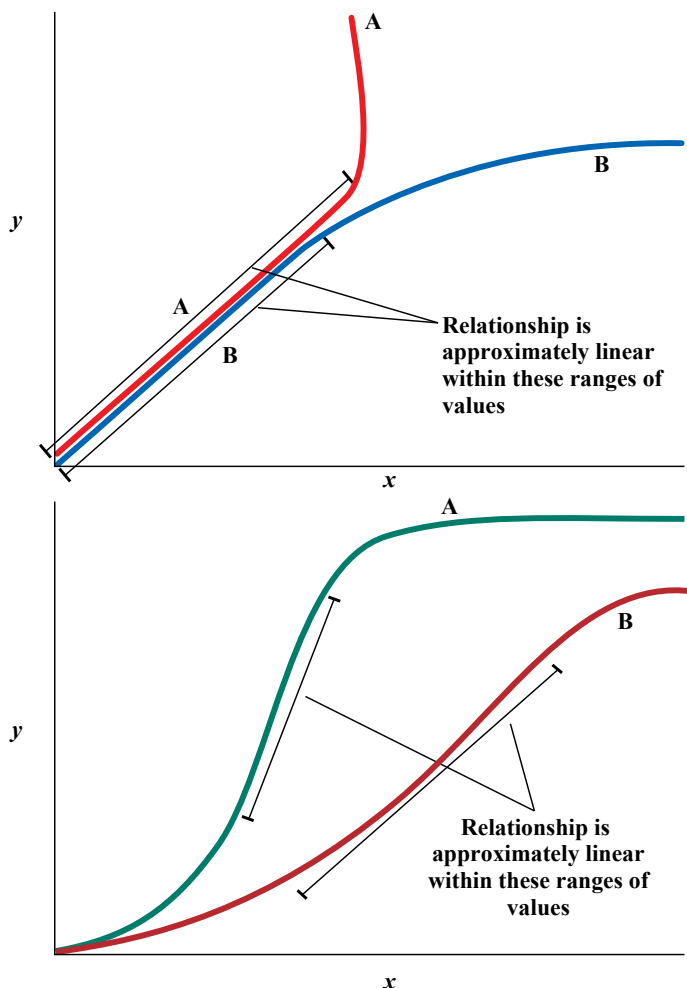 A
B
y
A
B
Relationship is
approximately linear
within these ranges of
values
x
A
B
y
Relationship is
approximately linear
within these ranges of
values
x